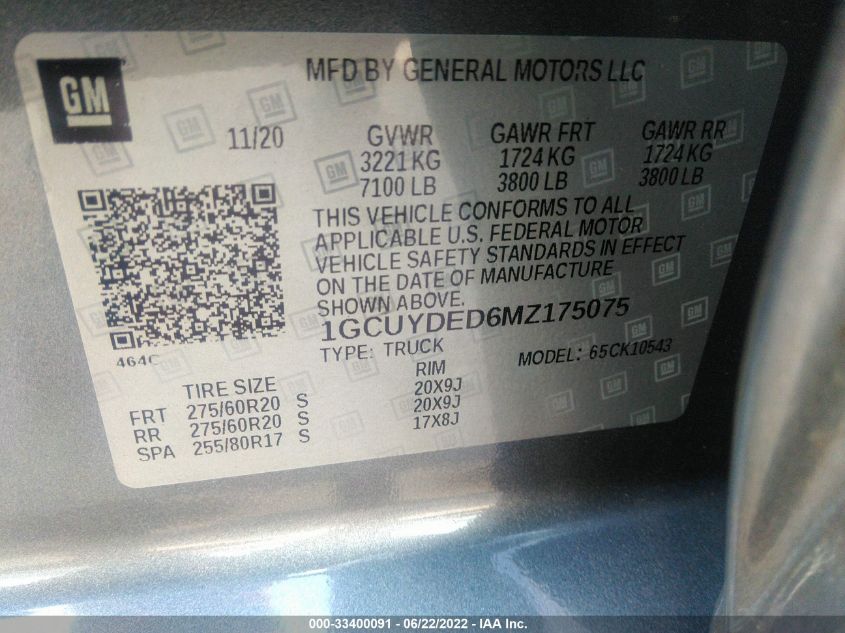 GM
MFD BY GENERAL MOTORS LLC
11/20
GVWR GAWR FRT GAWR RR
3221 KG 1724 KG 1724 KG
7100 LB 3800 LB 3800 LB
THIS VEHICLE CONFORMS TO ALL
APPLICABLE U.S. FEDERAL MOTOR
VEHICLE SAFETY STANDARDS IN EFFECT
ON THE DATE OF MANUFACTURE
SHOWN ABOVE.
1GCUYDED6MZ175075
464C TYPE: TRUCK MODEL: 65CK10543
TIRE SIZE RIM
FRT 275/60R20 S 20X9J
RR 275/60R20 S 20X9J
SPA 255/80R17 S 17X8J
000-33400091 - 06/22/2022 - IAA Inc.